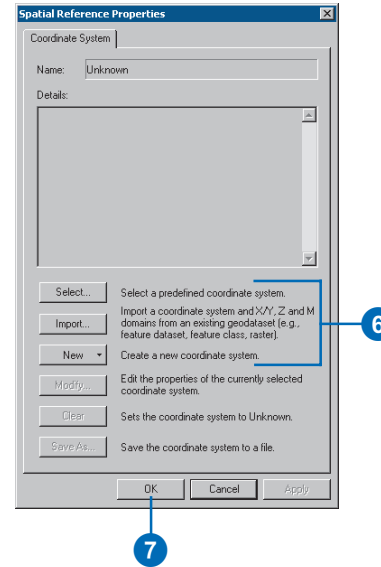 Spatial Reference Properties
Coordinate System
Name: Unknown
Details:
Select... Select a predefined coordinate system.
Import... Import a coordinate system and X/Y, Z and M
domains from an existing geodataset (e.g.,
feature dataset, feature class, raster).
6
New Create a new coordinate system.
Modify... Edit the properties of the currently selected
coordinate system.
Clear Sets the coordinate system to Unknown.
Save As... Save the coordinate system to a file.
OK Cancel Apply
7